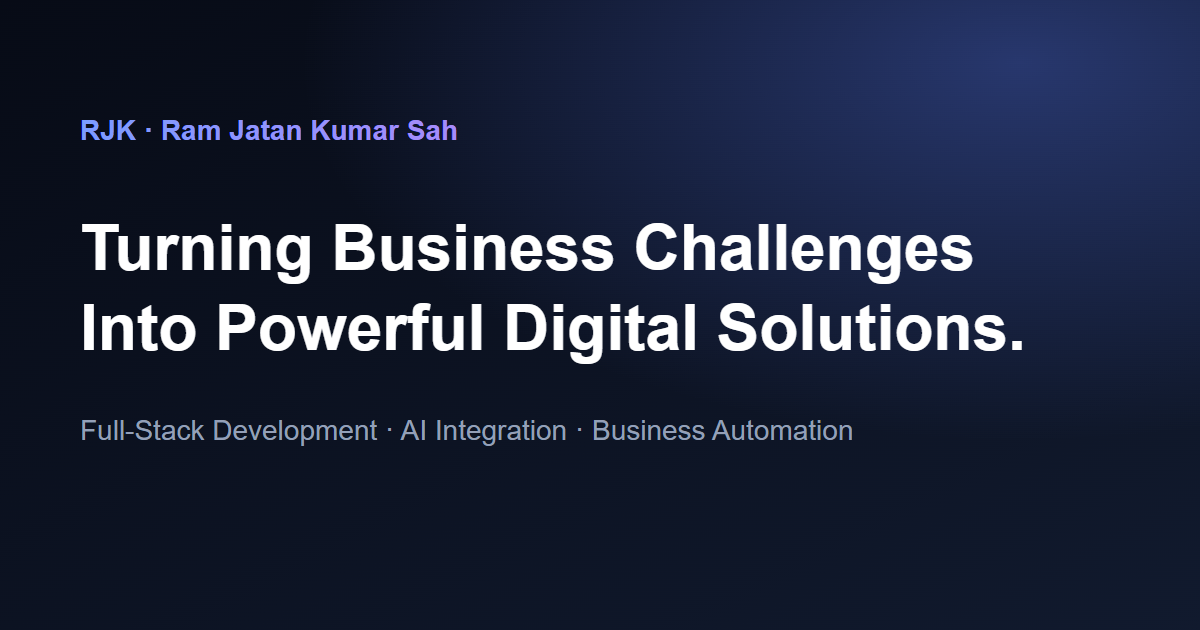 RJK · Ram Jatan Kumar Sah
Turning Business Challenges
Into Powerful Digital Solutions.
Full-Stack Development · AI Integration · Business Automation